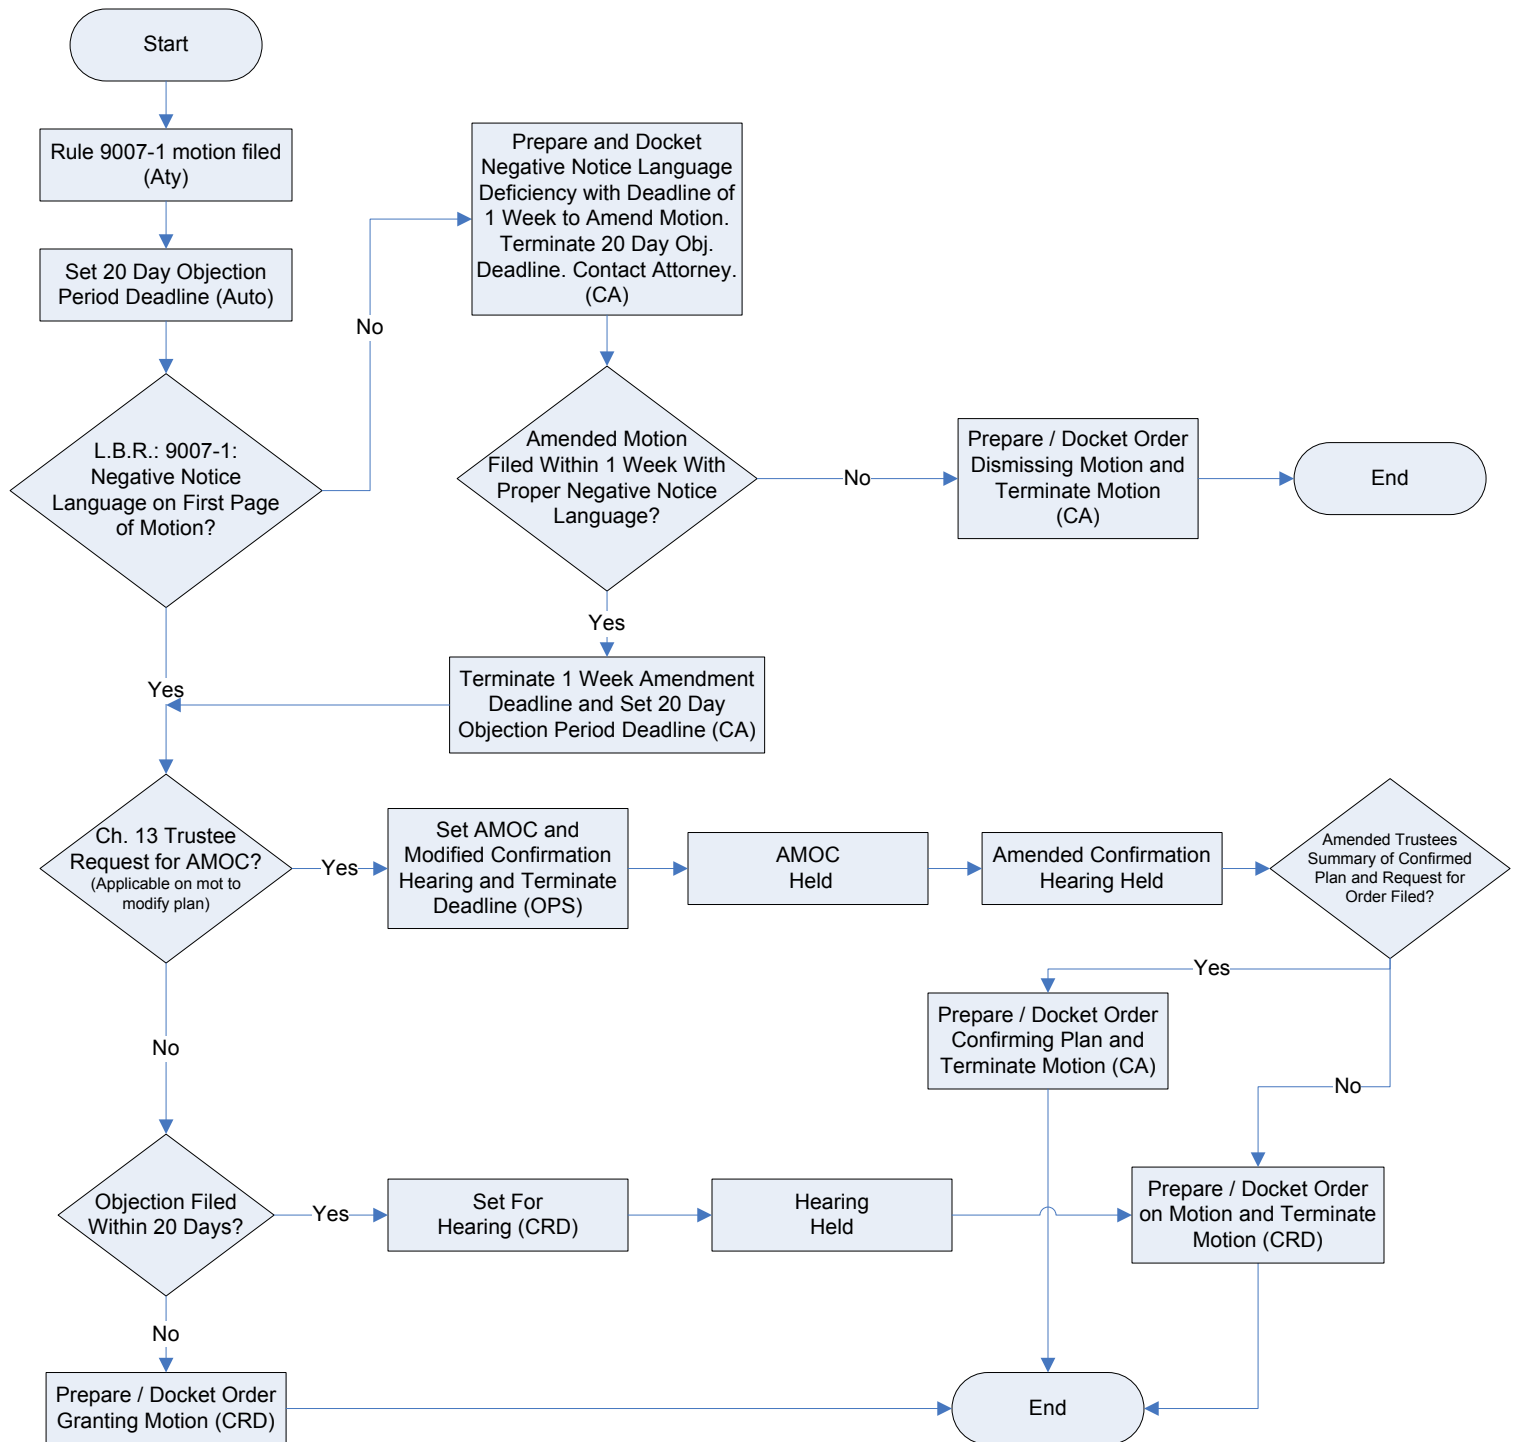 Start
Rule 9007-1 motion filed
(Aty)
Set 20 Day Objection
Period Deadline (Auto)
L.B.R.: 9007-1:
Negative Notice
Language on First Page
of Motion?
No
Prepare and Docket
Negative Notice Language
Deficiency with Deadline of
1 Week to Amend Motion.
Terminate 20 Day Obj.
Deadline. Contact Attorney.
(CA)
Amended Motion
Filed Within 1 Week With
Proper Negative Notice
Language?
No
Prepare / Docket Order
Dismissing Motion and
Terminate Motion
(CA)
End
Yes
Terminate 1 Week Amendment
Deadline and Set 20 Day
Objection Period Deadline (CA)
Yes
Ch. 13 Trustee
Request for AMOC?
(Applicable on mot to
modify plan)
Yes
Set AMOC and
Modified Confirmation
Hearing and Terminate
Deadline (OPS)
AMOC
Held
Amended Confirmation
Hearing Held
Amended Trustees
Summary of Confirmed
Plan and Request for
Order Filed?
Yes
Prepare / Docket Order
Confirming Plan and
Terminate Motion (CA)
No
No
Objection Filed
Within 20 Days?
Yes
Set For
Hearing (CRD)
Hearing
Held
Prepare / Docket Order
on Motion and Terminate
Motion (CRD)
No
Prepare / Docket Order
Granting Motion (CRD)
End